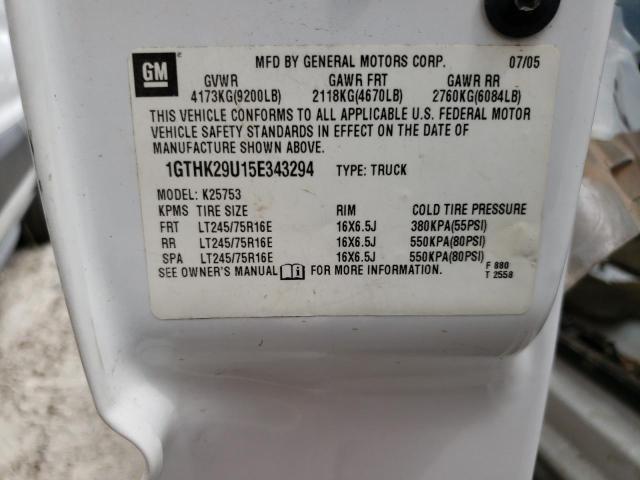 GM
MFD BY GENERAL MOTORS CORP. 07/05
GVWR GAWR FRT GAWR RR
4173KG(9200LB) 2118KG(4670LB) 2760KG(6084LB)
THIS VEHICLE CONFORMS TO ALL APPLICABLE U.S. FEDERAL MOTOR
VEHICLE SAFETY STANDARDS IN EFFECT ON THE DATE OF
MANUFACTURE SHOWN ABOVE.
1GTHK29U15E343294 TYPE: TRUCK
MODEL: K25753
KPMS TIRE SIZE RIM COLD TIRE PRESSURE
FRT LT245/75R16E 16X6.5J 380KPA(55PSI)
RR LT245/75R16E 16X6.5J 550KPA(80PSI)
SPA LT245/75R16E 16X6.5J 550KPA(80PSI)
SEE OWNER'S MANUAL FOR MORE INFORMATION. F 880
T 2558